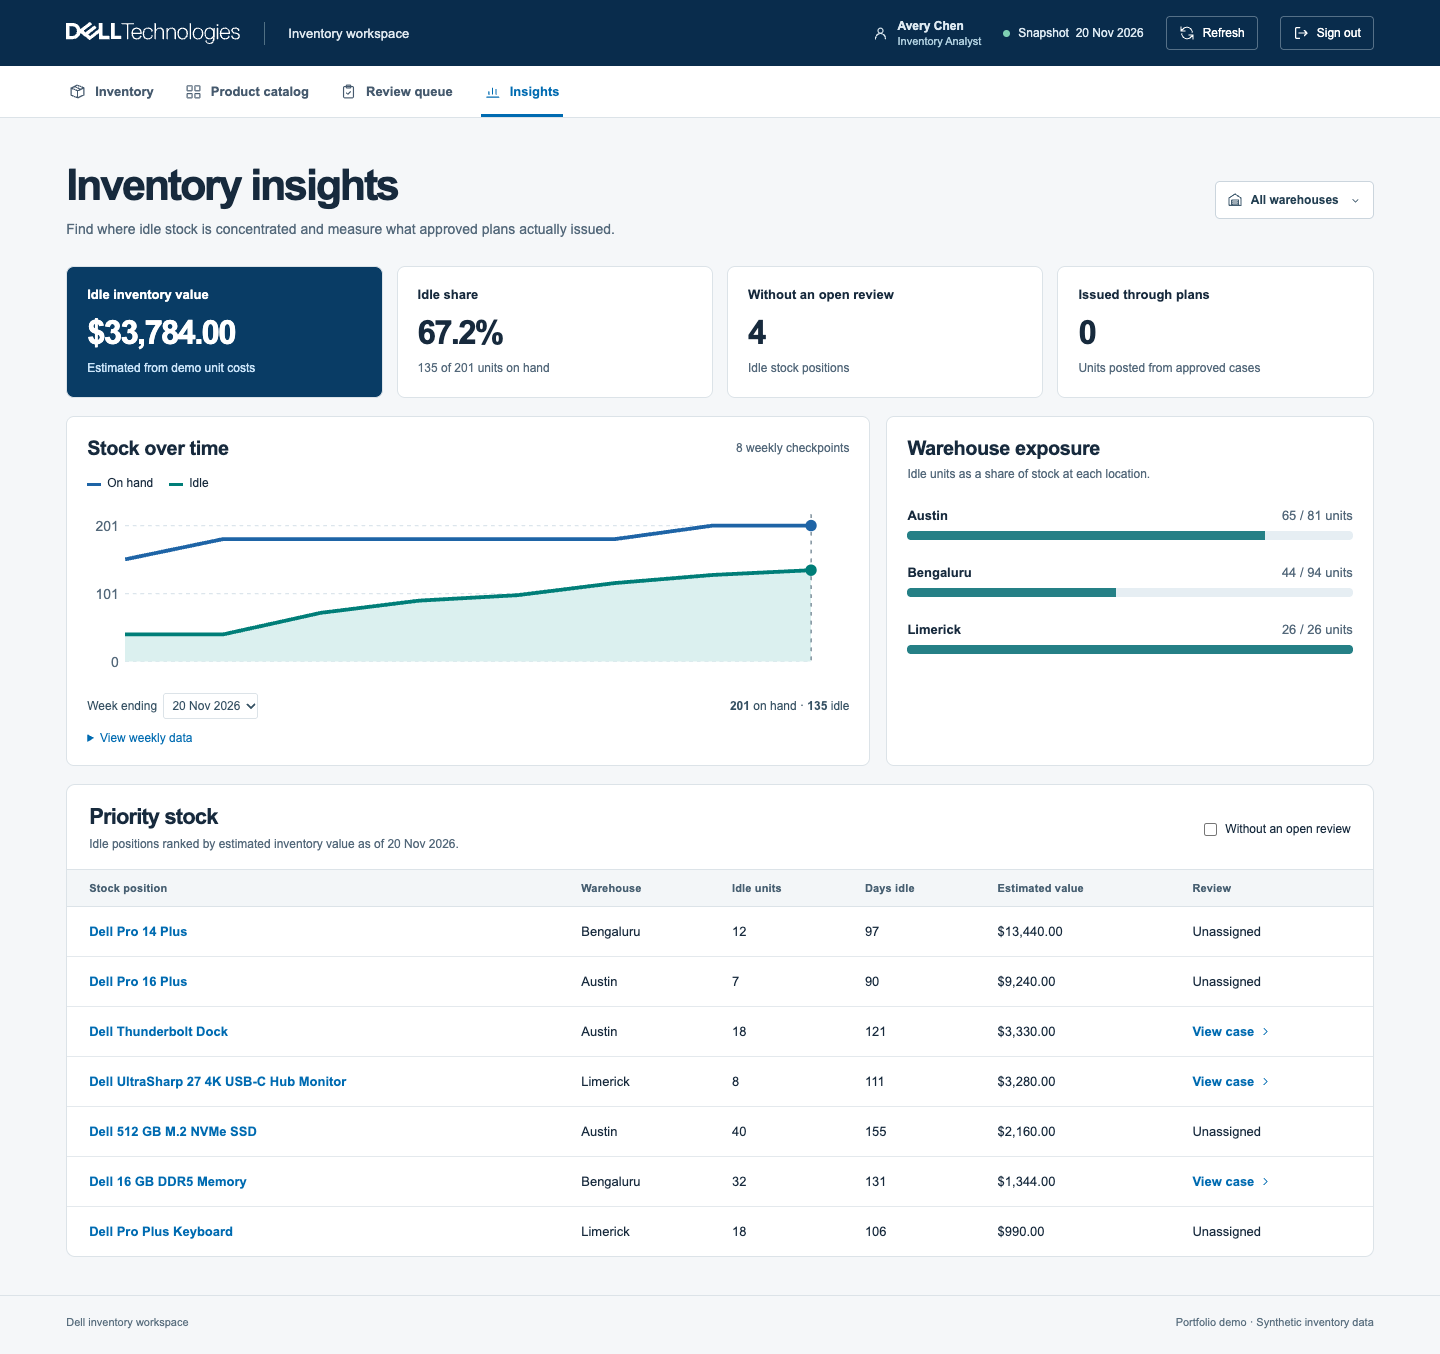 DELLTechnologies
Inventory workspace
Avery Chen
Inventory Analyst
Snapshot 20 Nov 2026
Refresh
Sign out
Inventory
Product catalog
Review queue
Insights
Inventory insights
Find where idle stock is concentrated and measure what approved plans actually issued.
All warehouses
Idle inventory value
$33,784.00
Estimated from demo unit costs
Idle share
67.2%
135 of 201 units on hand
Without an open review
4
Idle stock positions
Issued through plans
0
Units posted from approved cases
Stock over time
8 weekly checkpoints
On hand
Idle
201
101
0
Week ending 20 Nov 2026
201 on hand · 135 idle
View weekly data
Warehouse exposure
Idle units as a share of stock at each location.
Austin 65 / 81 units
Bengaluru 44 / 94 units
Limerick 26 / 26 units
Priority stock
Idle positions ranked by estimated inventory value as of 20 Nov 2026.
Without an open review
Stock position Warehouse Idle units Days idle Estimated value Review
Dell Pro 14 Plus Bengaluru 12 97 $13,440.00 Unassigned
Dell Pro 16 Plus Austin 7 90 $9,240.00 Unassigned
Dell Thunderbolt Dock Austin 18 121 $3,330.00 View case
Dell UltraSharp 27 4K USB-C Hub Monitor Limerick 8 111 $3,280.00 View case
Dell 512 GB M.2 NVMe SSD Austin 40 155 $2,160.00 Unassigned
Dell 16 GB DDR5 Memory Bengaluru 32 131 $1,344.00 View case
Dell Pro Plus Keyboard Limerick 18 106 $990.00 Unassigned
Dell inventory workspace
Portfolio demo · Synthetic inventory data